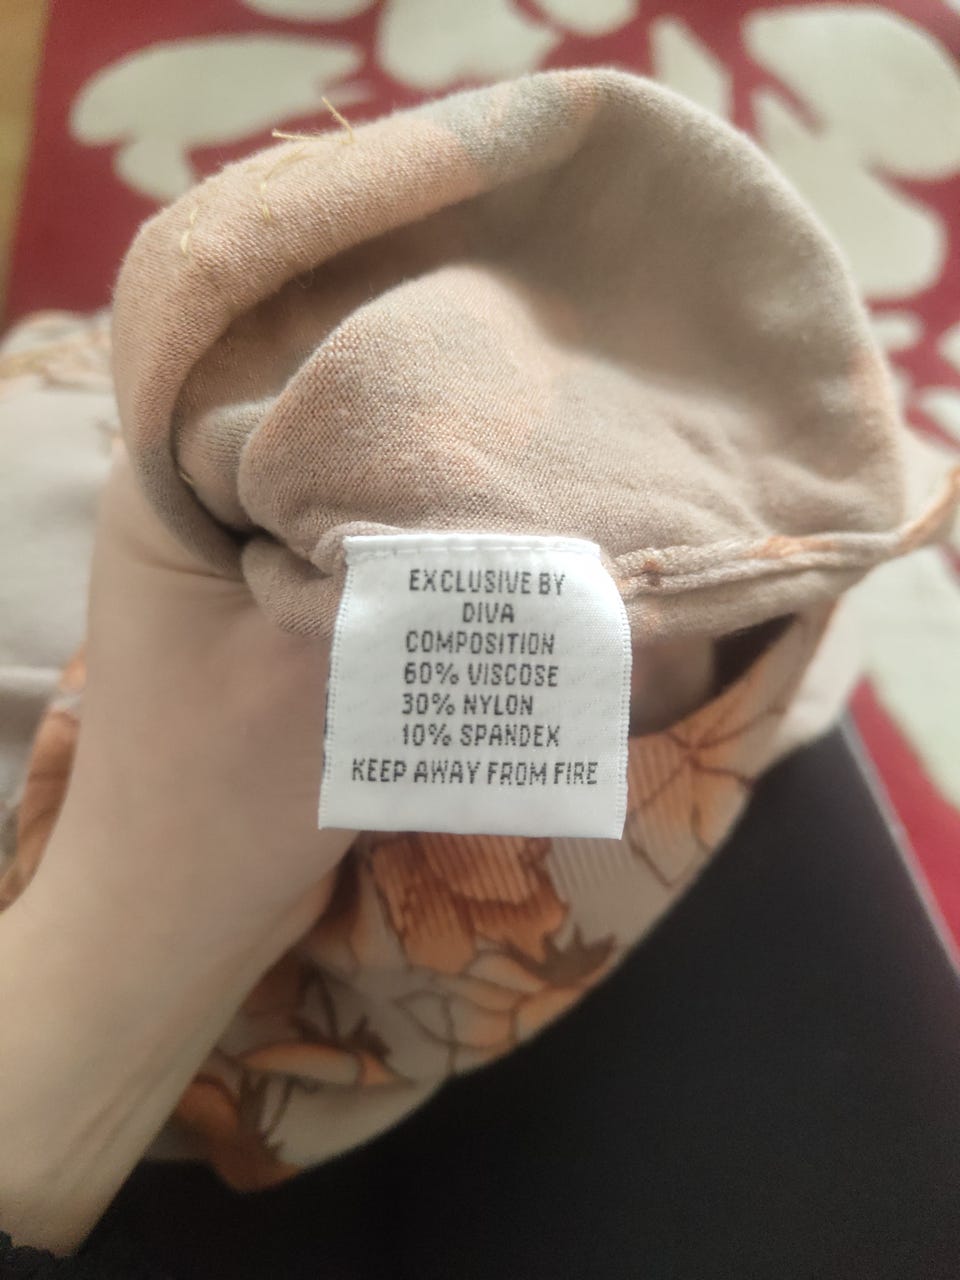 EXCLUSIVE BY
DIVA
COMPOSITION
60% VISCOSE
30% NYLON
10% SPANDEX
KEEP AWAY FROM FIRE